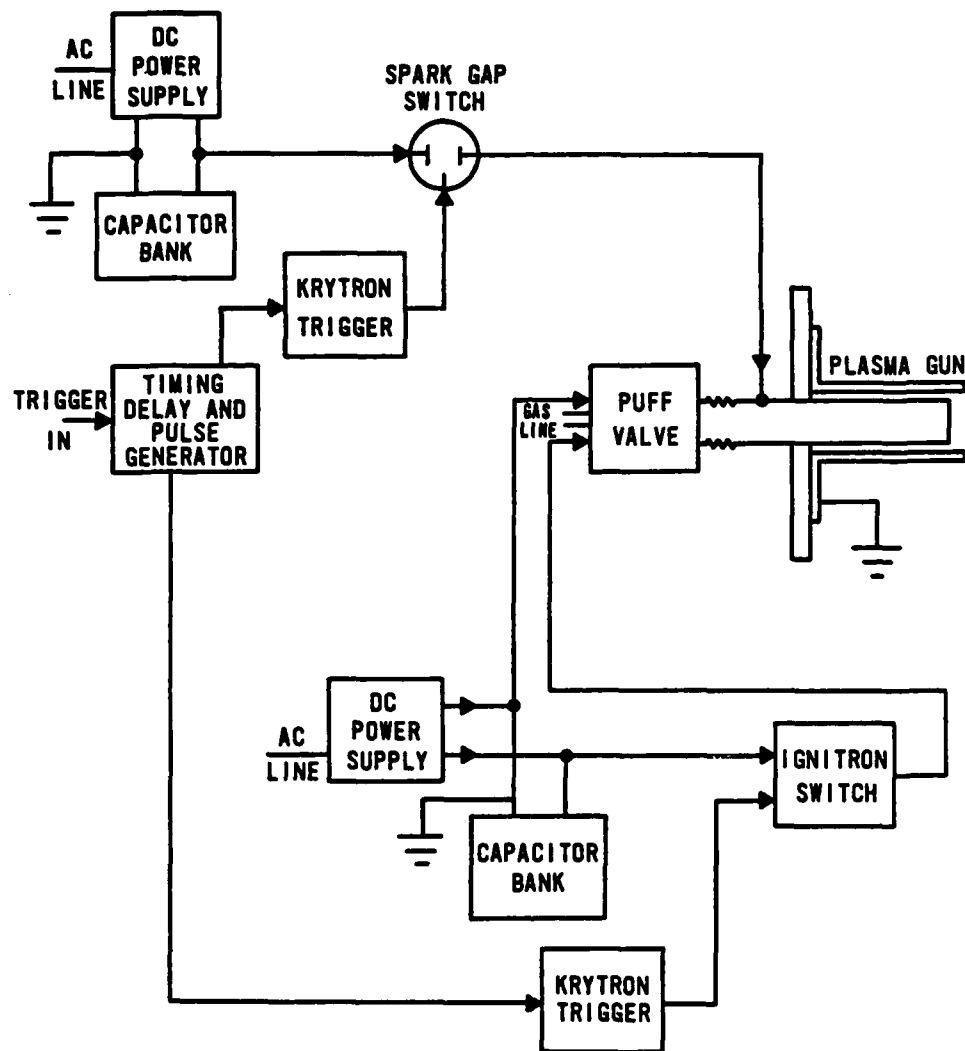 DC
POWER
SUPPLY
AC
LINE
SPARK GAP
SWITCH
CAPACITOR
BANK
KRYTRON
TRIGGER
TRIGGER
IN
TIMING
DELAY AND
PULSE
GENERATOR
GAS
LINE
PUFF
VALVE
PLASMA GUN
AC
LINE
DC
POWER
SUPPLY
IGNITRON
SWITCH
CAPACITOR
BANK
KRYTRON
TRIGGER